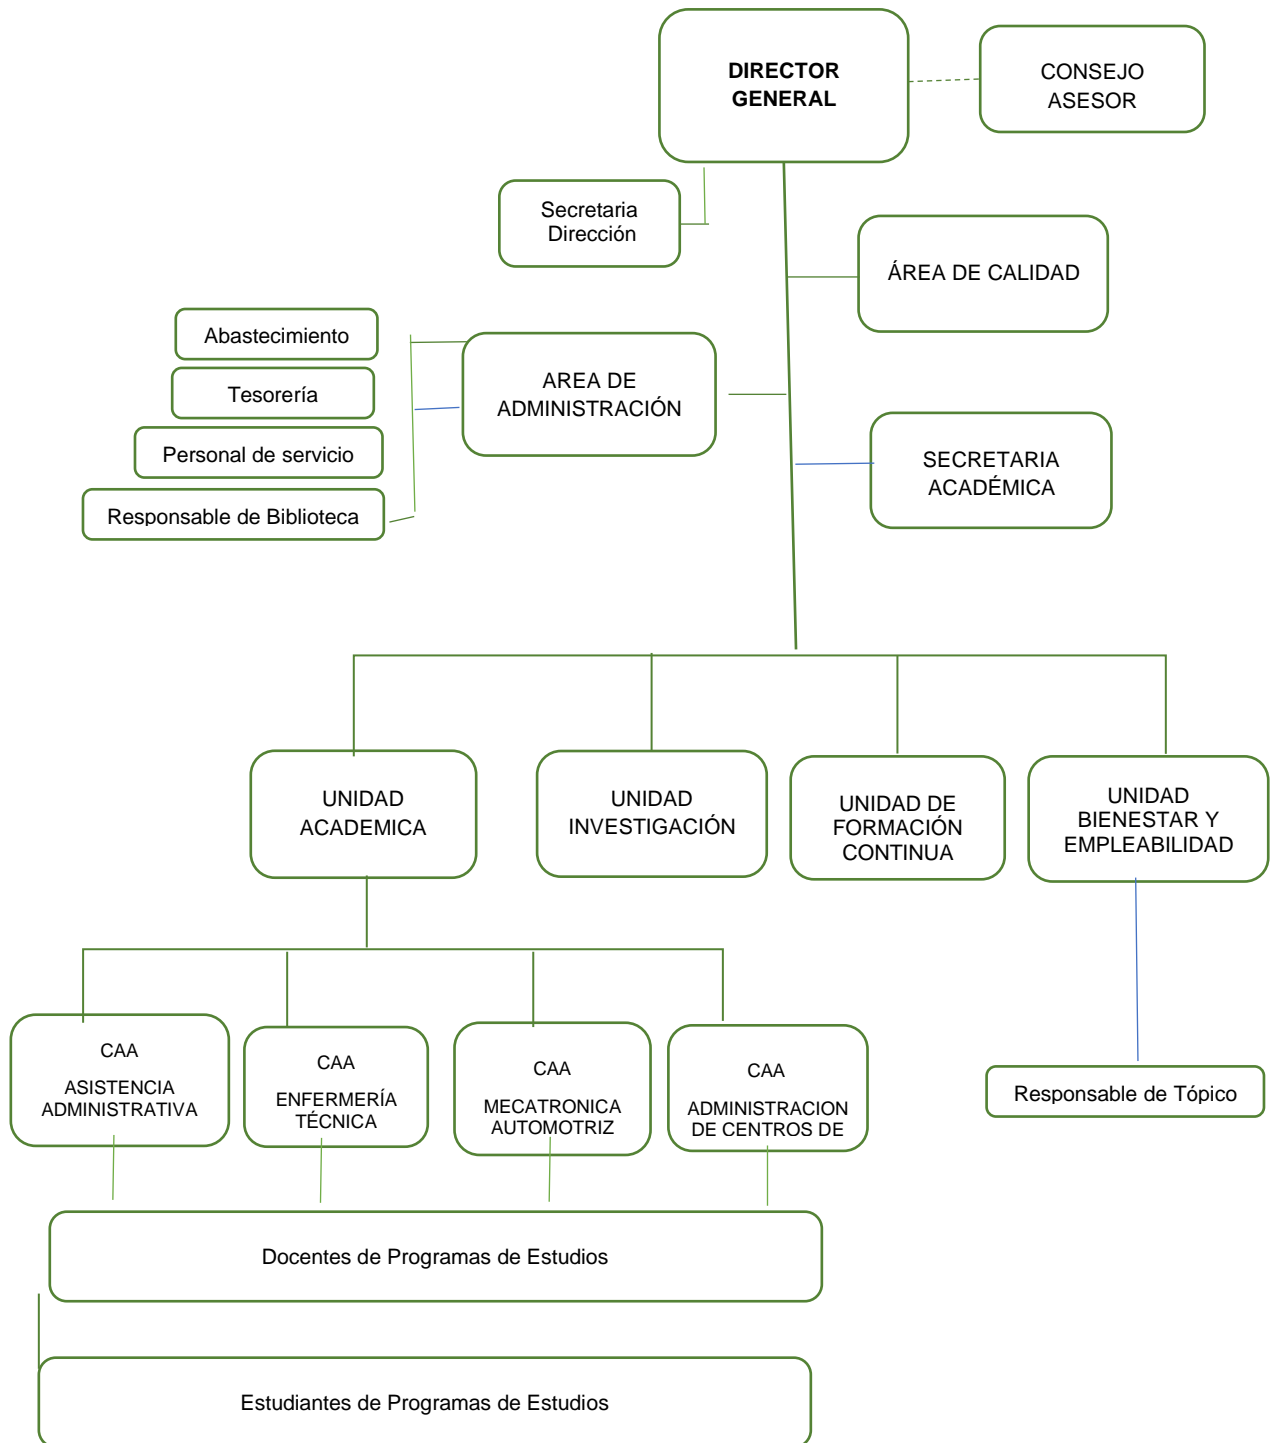 DIRECTOR
GENERAL
CONSEJO
ASESOR
Secretaria
Dirección
ÁREA DE CALIDAD
Abastecimiento
Tesorería
Personal de servicio
Responsable de Biblioteca
AREA DE
ADMINISTRACIÓN
SECRETARIA
ACADÉMICA
UNIDAD
ACADEMICA
UNIDAD
INVESTIGACIÓN
UNIDAD DE
FORMACIÓN
CONTINUA
UNIDAD
BIENESTAR Y
EMPLEABILIDAD
CAA
ASISTENCIA
ADMINISTRATIVA
CAA
ENFERMERÍA
TÉCNICA
CAA
MECATRONICA
AUTOMOTRIZ
CAA
ADMINISTRACION
DE CENTROS DE
Responsable de Tópico
Docentes de Programas de Estudios
Estudiantes de Programas de Estudios